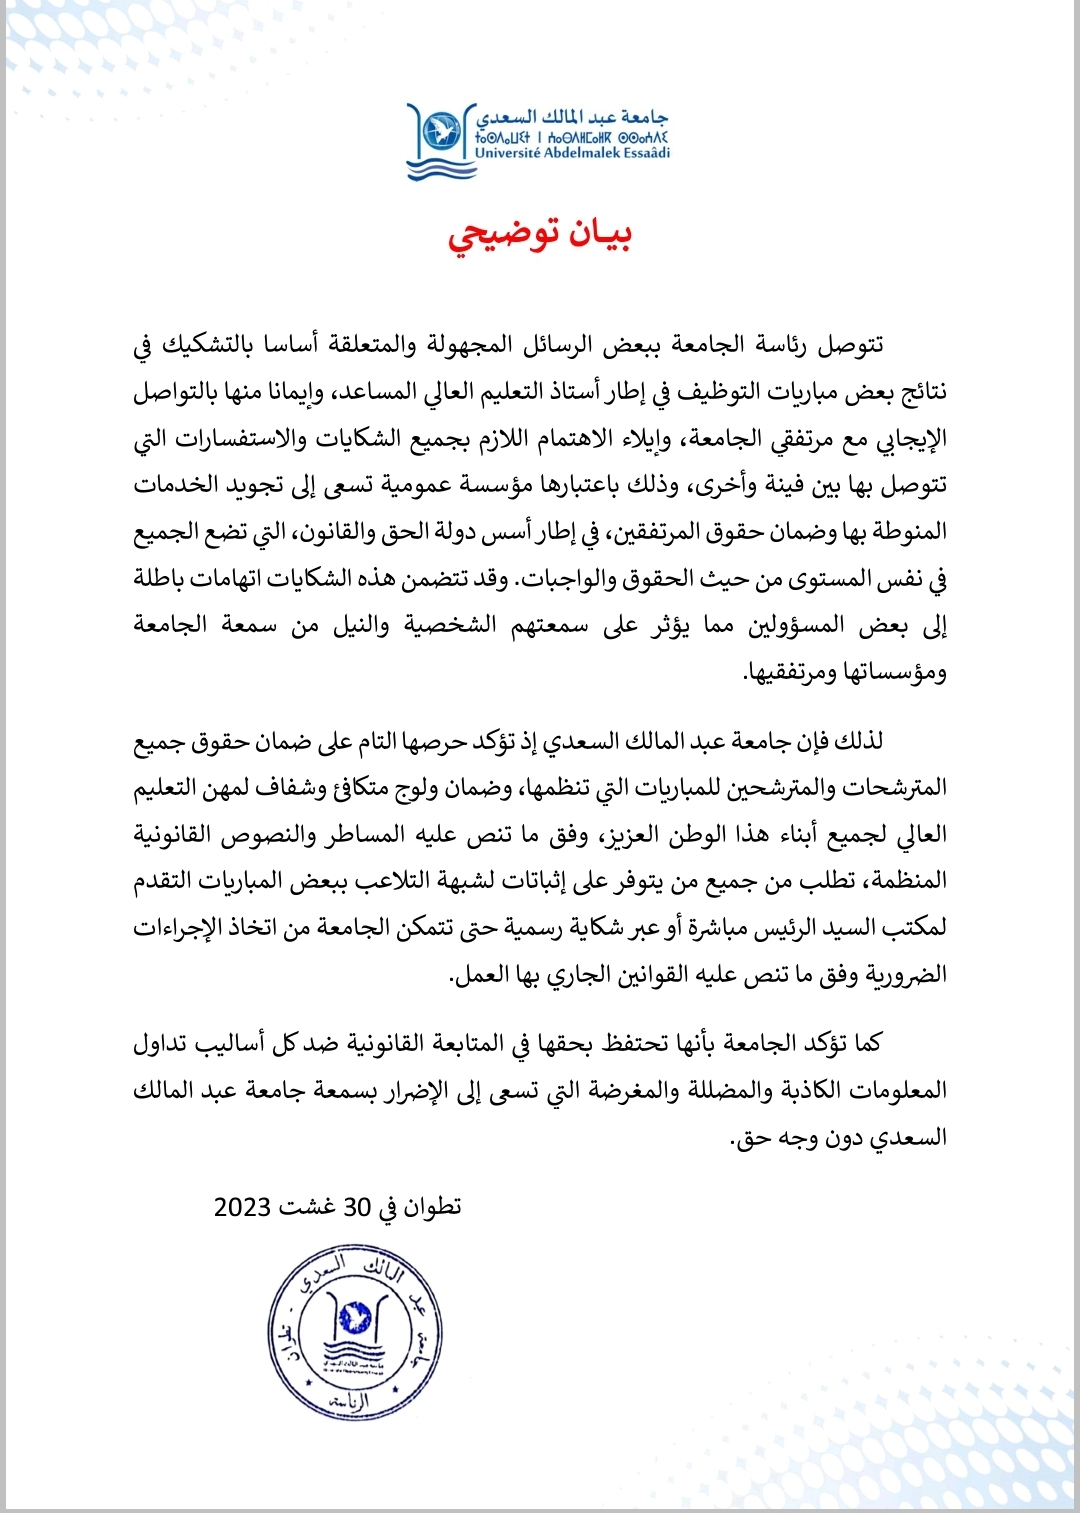 جامعة عبد المالك السعدي
ⵜⴰⵙⴷⴰⵡⵉⵜ ⵏ ⵄⴰⴱⴷⵍⵎⴰⵍⴽ ⵙⵙⴰⵄⴷⵉ
Université Abdelmalek Essaâdi
بيـان توضيحي
تتوصل رئاسة الجامعة ببعض الرسائل المجهولة والمتعلقة أساسا بالتشكيك في
نتائج بعض مباريات التوظيف في إطار أستاذ التعليم العالي المساعد، وإيمانا منها بالتواصل
الإيجابي مع مرتفقي الجامعة، وإيلاء الاهتمام اللازم بجميع الشكايات والاستفسارات التي
تتوصل بها بين فينة وأخرى، وذلك باعتبارها مؤسسة عمومية تسعى إلى تجويد الخدمات
المنوطة بها وضمان حقوق المرتفقين، في إطار أسس دولة الحق والقانون، التي تضع الجميع
في نفس المستوى من حيث الحقوق والواجبات. وقد تتضمن هذه الشكايات اتهامات باطلة
إلى بعض المسؤولين مما يؤثر على سمعتهم الشخصية والنيل من سمعة الجامعة
ومؤسساتها ومرتفقيها.
لذلك فإن جامعة عبد المالك السعدي إذ تؤكد حرصها التام على ضمان حقوق جميع
المترشحات والمترشحين للمباريات التي تنظمها، وضمان ولوج متكافئ وشفاف لمهن التعليم
العالي لجميع أبناء هذا الوطن العزيز، وفق ما تنص عليه المساطر والنصوص القانونية
المنظمة، تطلب من جميع من يتوفر على إثباتات لشبهة التلاعب ببعض المباريات التقدم
لمكتب السيد الرئيس مباشرة أو عبر شكاية رسمية حتى تتمكن الجامعة من اتخاذ الإجراءات
الضرورية وفق ما تنص عليه القوانين الجاري بها العمل.
كما تؤكد الجامعة بأنها تحتفظ بحقها في المتابعة القانونية ضد كل أساليب تداول
المعلومات الكاذبة والمضللة والمغرضة التي تسعى إلى الإضرار بسمعة جامعة عبد المالك
السعدي دون وجه حق.
تطوان في 30 غشت 2023
جامعة عبد المالك السعدي - تطوان
الرئاسة